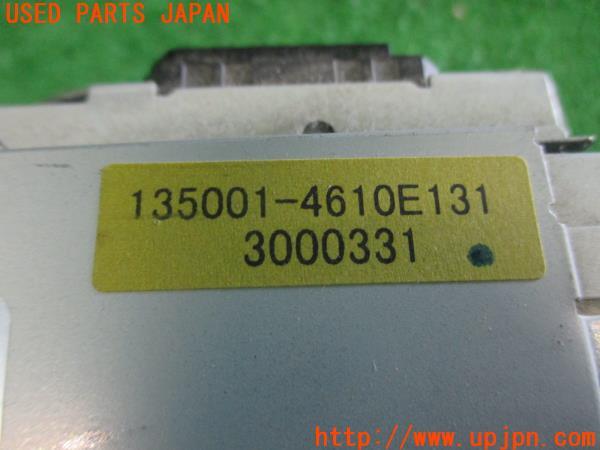 USED PARTS JAPAN
135001-4610E131
3000331
http://www.upjpn.com/